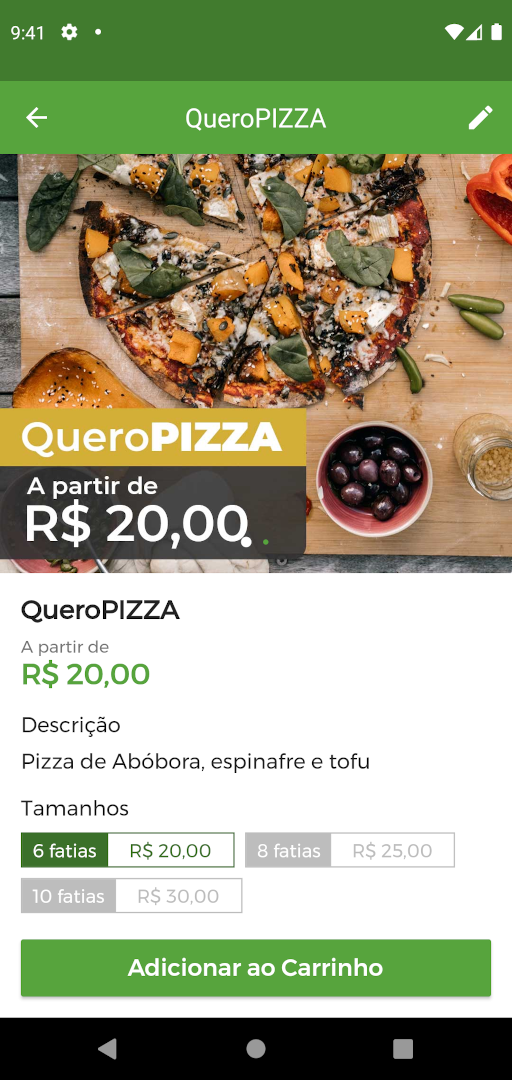 9:41
QueroPIZZA
QueroPIZZA
A partir de
R$ 20,00
QueroPIZZA
A partir de
R$ 20,00
Descrição
Pizza de Abóbora, espinafre e tofu
Tamanhos
6 fatias R$ 20,00 8 fatias R$ 25,00
10 fatias R$ 30,00
Adicionar ao Carrinho